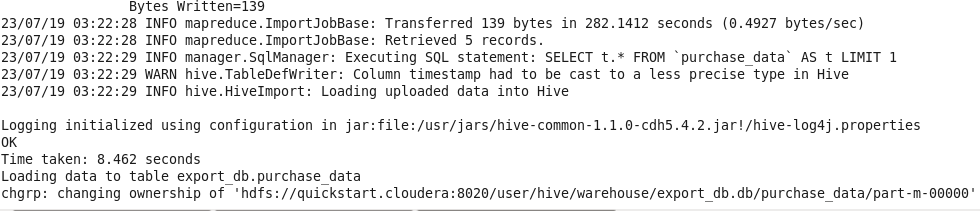 Bytes Written=139
23/07/19 03:22:28 INFO mapreduce.ImportJobBase: Transferred 139 bytes in 282.1412 seconds (0.4927 bytes/sec)
23/07/19 03:22:28 INFO mapreduce.ImportJobBase: Retrieved 5 records.
23/07/19 03:22:29 INFO manager.SqlManager: Executing SQL statement: SELECT t.* FROM `purchase_data` AS t LIMIT 1
23/07/19 03:22:29 WARN hive.TableDefWriter: Column timestamp had to be cast to a less precise type in Hive
23/07/19 03:22:29 INFO hive.HiveImport: Loading uploaded data into Hive
Logging initialized using configuration in jar:file:/usr/jars/hive-common-1.1.0-cdh5.4.2.jar!/hive-log4j.properties
OK
Time taken: 8.462 seconds
Loading data to table export_db.purchase_data
chgrp: changing ownership of 'hdfs://quickstart.cloudera:8020/user/hive/warehouse/export_db.db/purchase_data/part-m-00000'